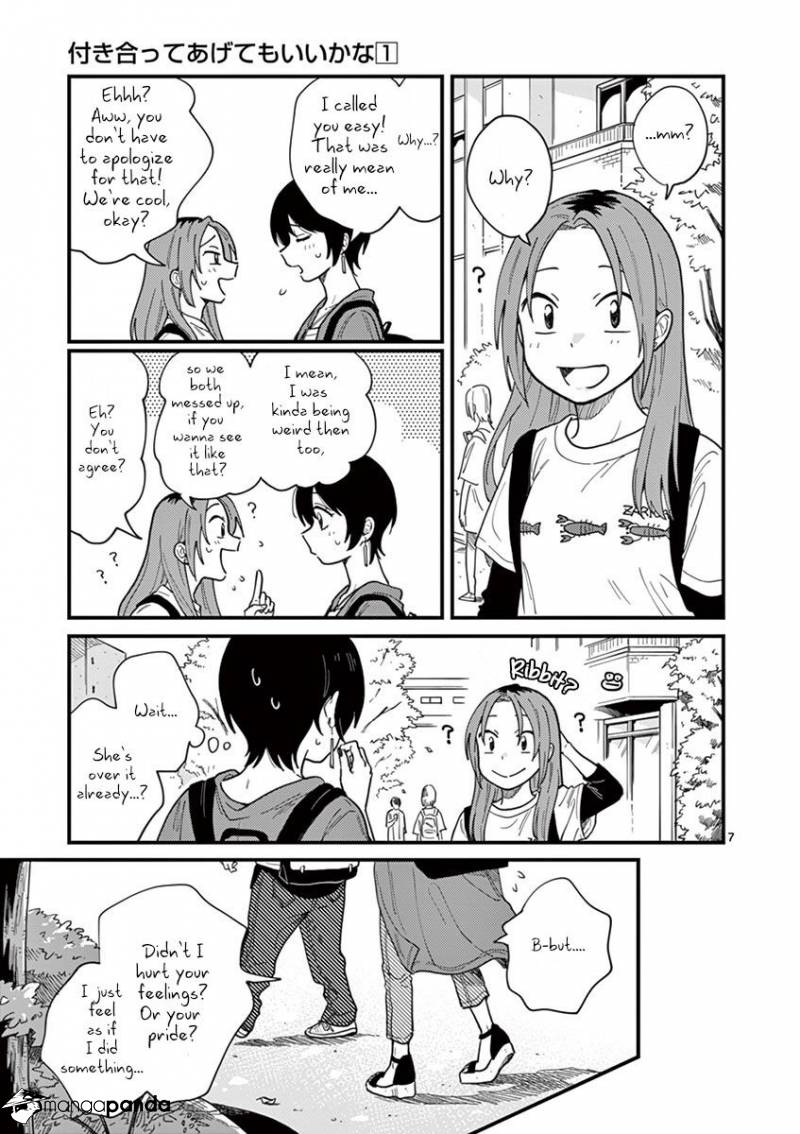 付き合ってあげてもいいかな1
...mm?
Why?
?
ZARN
Why...?
I called
you easy!
That was
really mean
of me...
Ehhh?
Aww, you
don't have
to apologize
for that!
We're cool,
okay?
I mean,
I was
kinda being
weird then
too,
so we
both
messed up,
if you
wanna see
it like
that?
Eh?
You
don't
agree?
?
?
?
Ribbit?
?
?
Wait...
She's
over it
already...?
7
B-but....
Didn't I
hurt your
feelings?
Or your
pride?
I just
feel
as if
I did
something...
mangapanda